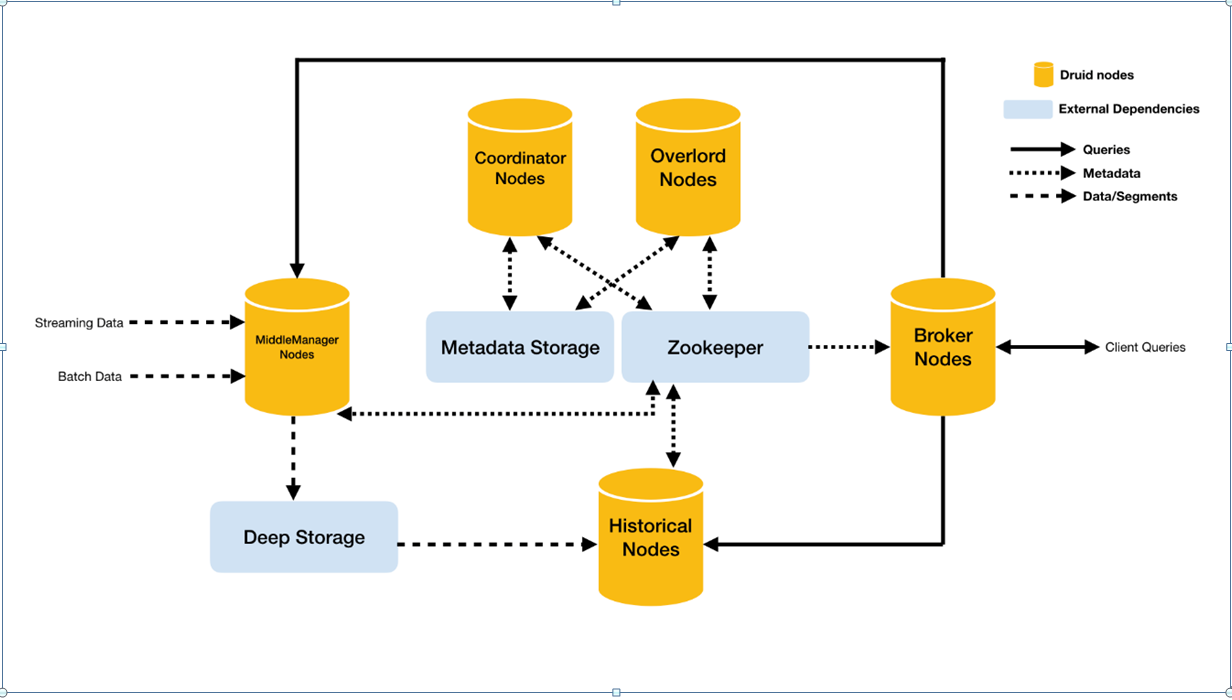 Druid nodes
External Dependencies
Queries
Metadata
Data/Segments
Coordinator
Nodes
Overlord
Nodes
MiddleManager
Nodes
Streaming Data
Batch Data
Metadata Storage
Zookeeper
Broker
Nodes
Client Queries
Deep Storage
Historical
Nodes